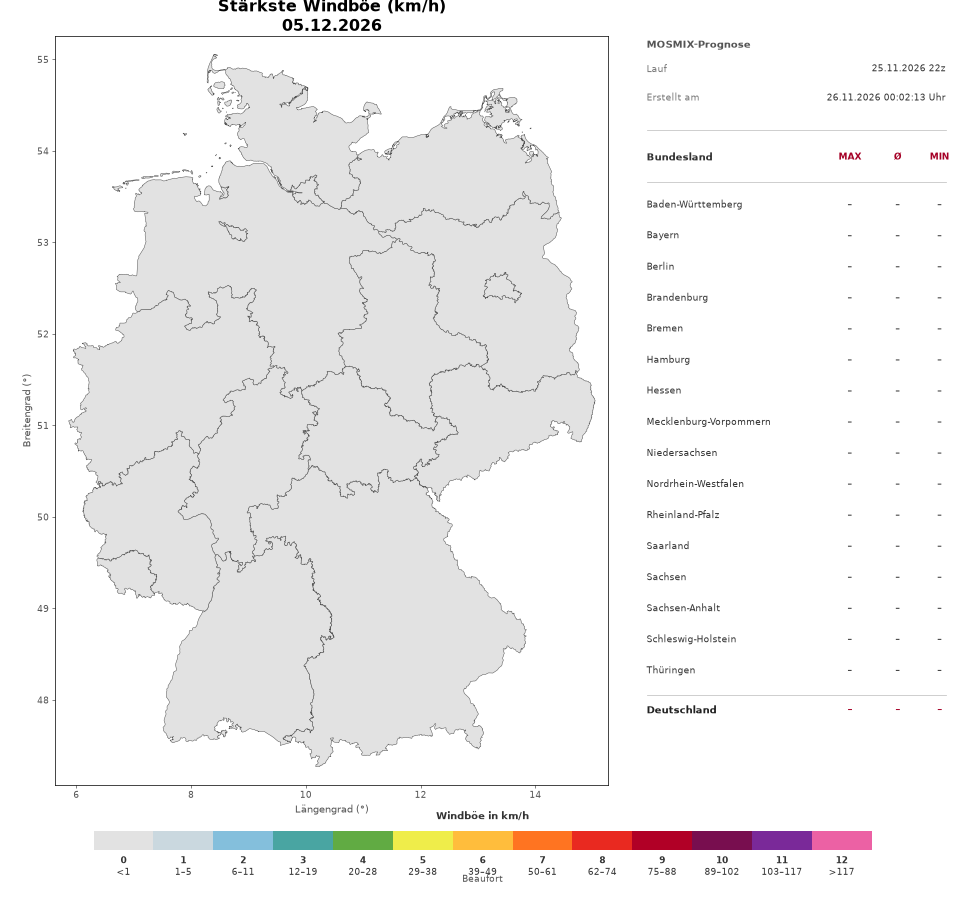 Stärkste Windböe (km/h)
05.12.2026
55
54
53
52
51
50
49
48
Breitengrad (°)
6 8 10 12 14
Längengrad (°)
MOSMIX-Prognose
Lauf 25.11.2026 22z
Erstellt am 26.11.2026 00:02:13 Uhr
Bundesland MAX Ø MIN
Baden-Württemberg – – –
Bayern – – –
Berlin – – –
Brandenburg – – –
Bremen – – –
Hamburg – – –
Hessen – – –
Mecklenburg-Vorpommern – – –
Niedersachsen – – –
Nordrhein-Westfalen – – –
Rheinland-Pfalz – – –
Saarland – – –
Sachsen – – –
Sachsen-Anhalt – – –
Schleswig-Holstein – – –
Thüringen – – –
Deutschland – – –
Windböe in km/h
0 1 2 3 4 5 6 7 8 9 10 11 12
<1 1–5 6–11 12–19 20–28 29–38 39–49 50–61 62–74 75–88 89–102 103–117 >117
Beaufort